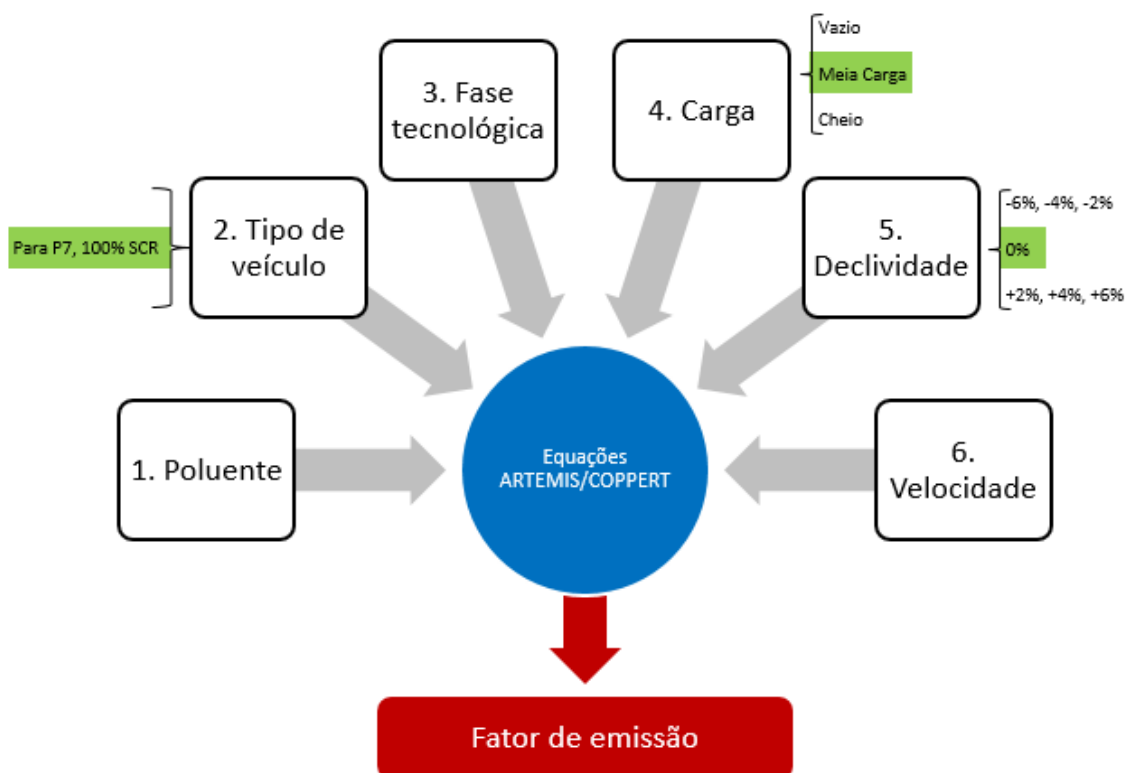 1. Poluente
Para P7, 100% SCR
2. Tipo de
veículo
3. Fase
tecnológica
4. Carga
Vazio
Meia Carga
Cheio
5.
Declividade
-6%, -4%, -2%
0%
+2%, +4%, +6%
6.
Velocidade
Equações
ARTEMIS/COPPERT
Fator de emissão